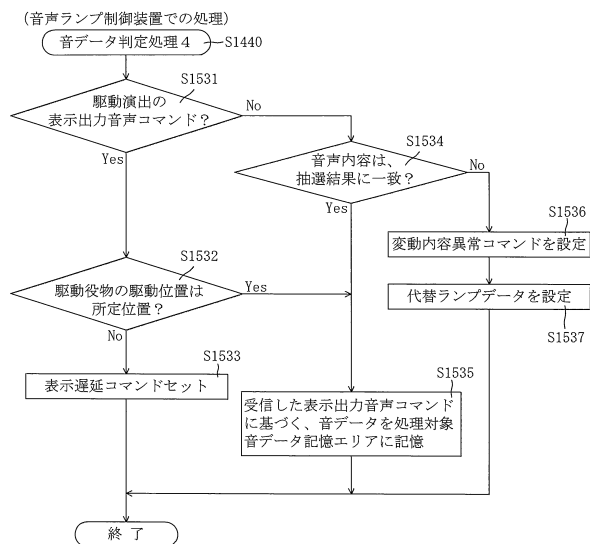 (音声ランプ制御装置での処理)
音データ判定処理4
S1440
S1531
駆動演出の
表示出力音声コマンド?
No
Yes
S1534
音声内容は、
抽選結果に一致?
No
Yes
S1536
変動内容異常コマンドを設定
S1532
駆動役物の駆動位置は
所定位置?
Yes
No
代替ランプデータを設定
S1537
S1533
表示遅延コマンドセット
S1535
受信した表示出力音声コマンド
に基づく、音データを処理対象
音データ記憶エリアに記憶
終了